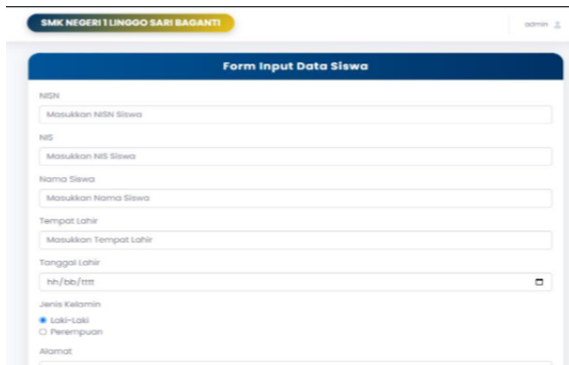 SMK NEGERI 1 LINGGO SARI BAGANTI
admin
Form Input Data Siswa
NISN
Masukkan NISN Siswa
NIS
Masukkan NIS Siswa
Nama Siswa
Masukkan Nama Siswa
Tempat Lahir
Masukkan Tempat Lahir
Tanggal Lahir
hh/bb/tttt
Jenis Kelamin
Laki-Laki
Perempuan
Alamat